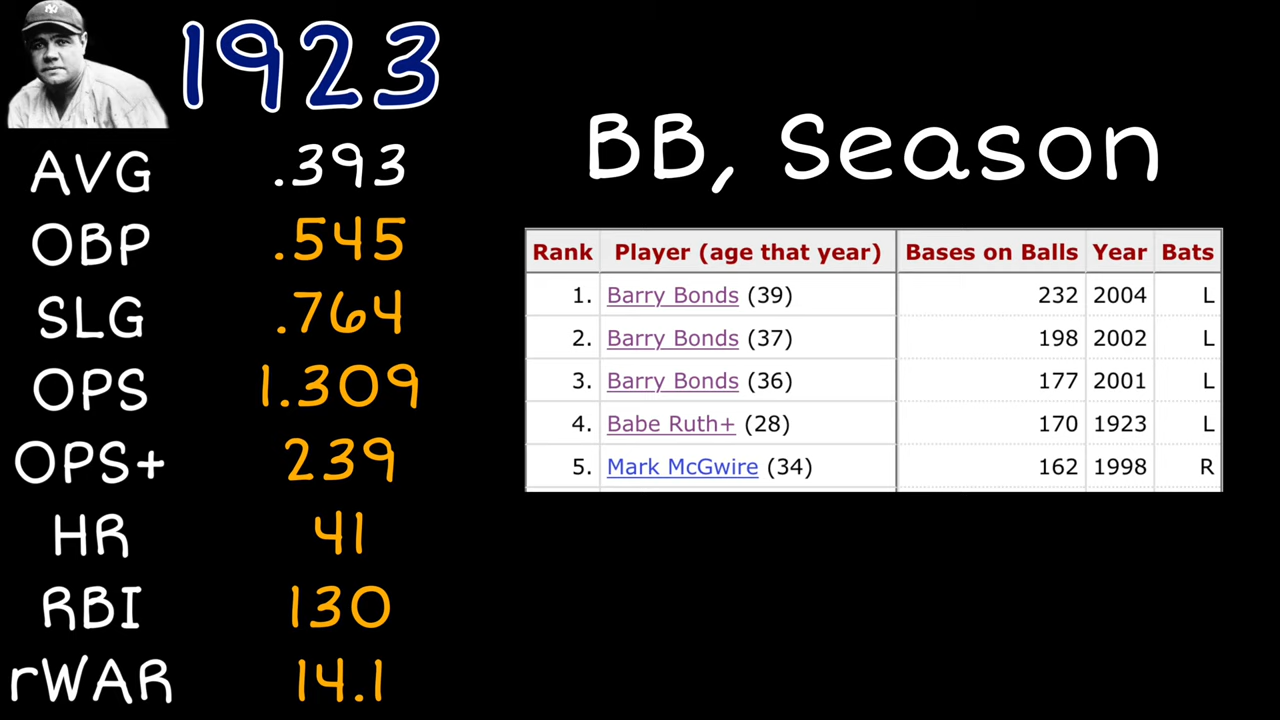 1923
AVG .393
OBP .545
SLG .764
OPS 1.309
OPS+ 239
HR 41
RBI 130
rWAR 14.1
BB, Season
Rank Player (age that year) Bases on Balls Year Bats
1. Barry Bonds (39) 232 2004 L
2. Barry Bonds (37) 198 2002 L
3. Barry Bonds (36) 177 2001 L
4. Babe Ruth+ (28) 170 1923 L
5. Mark McGwire (34) 162 1998 R